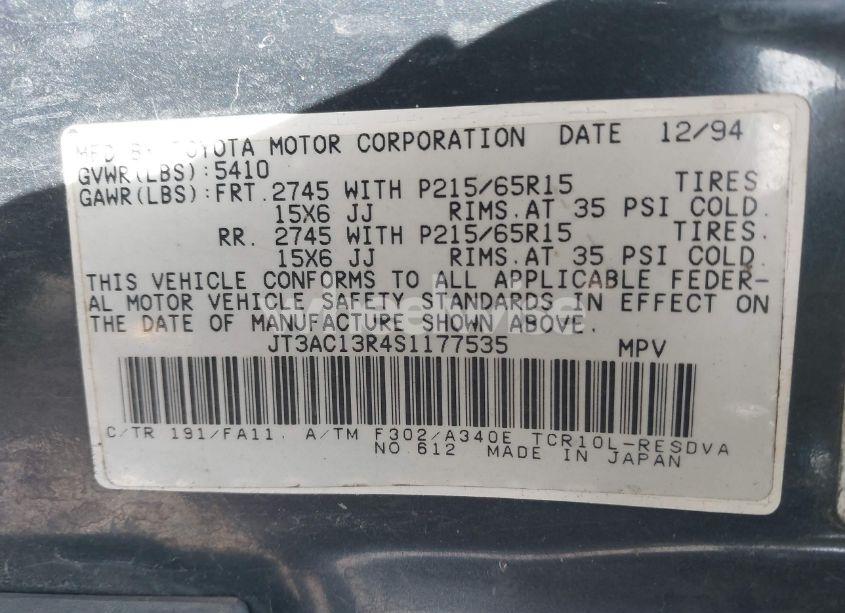 MFD BY TOYOTA MOTOR CORPORATION DATE 12/94
GVWR(LBS):5410
GAWR(LBS):FRT.2745 WITH P215/65R15 TIRES
15X6 JJ RIMS.AT 35 PSI COLD.
RR. 2745 WITH P215/65R15 TIRES.
15X6 JJ RIMS.AT 35 PSI COLD.
THIS VEHICLE CONFORMS TO ALL APPLICABLE FEDER-
AL MOTOR VEHICLE SAFETY STANDARDS IN EFFECT ON
THE DATE OF MANUFACTURE SHOWN ABOVE.
JT3AC13R4S1177535 MPV
C/TR 191/FA11. A/TM F302/A340E TCR10L-RESDVA
NO.612 MADE IN JAPAN